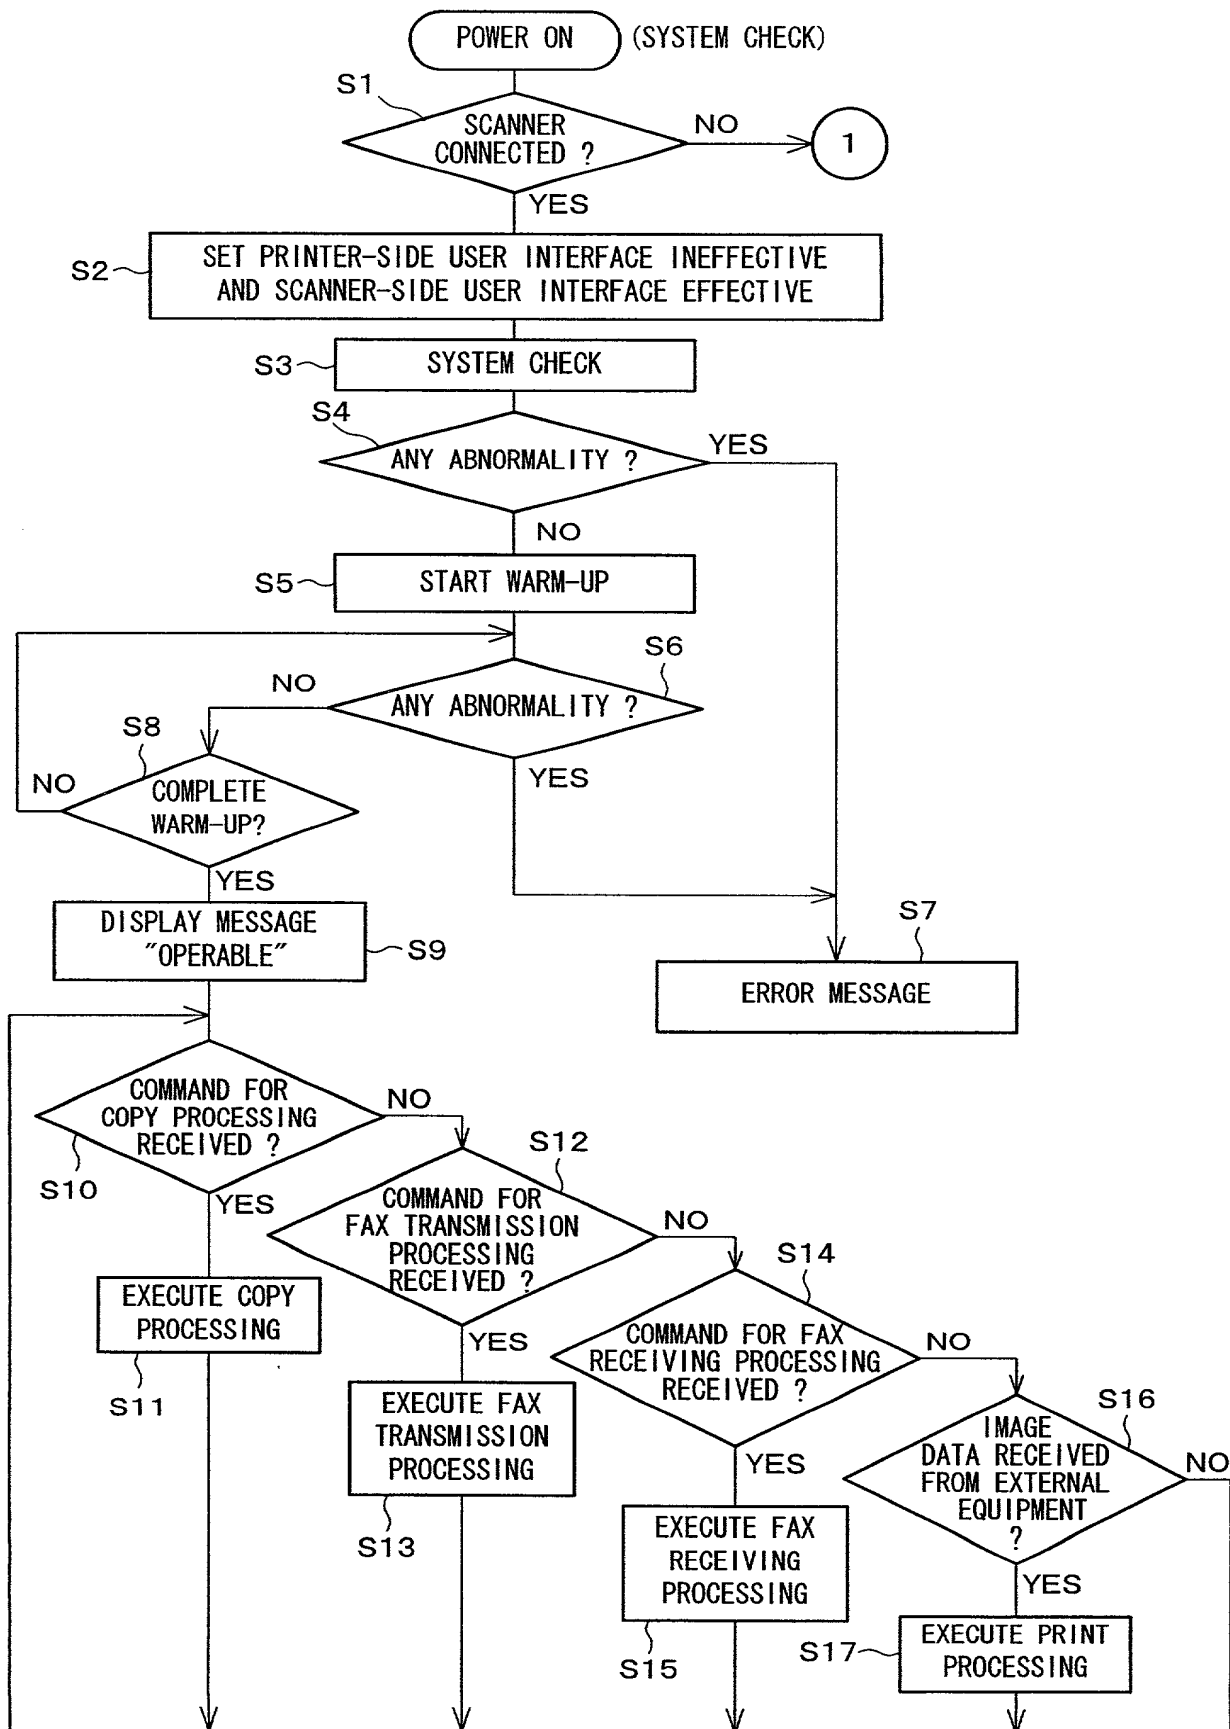 POWER ON
(SYSTEM CHECK)
S1
SCANNER
CONNECTED ?
NO
1
YES
S2
SET PRINTER-SIDE USER INTERFACE INEFFECTIVE
AND SCANNER-SIDE USER INTERFACE EFFECTIVE
S3
SYSTEM CHECK
S4
ANY ABNORMALITY ?
YES
NO
S5
START WARM-UP
S6
ANY ABNORMALITY ?
NO
YES
S8
COMPLETE
WARM-UP?
NO
YES
DISPLAY MESSAGE
"OPERABLE"
S9
S7
ERROR MESSAGE
COMMAND FOR
COPY PROCESSING
RECEIVED ?
NO
S10
YES
S12
COMMAND FOR
FAX TRANSMISSION
PROCESSING
RECEIVED ?
NO
YES
EXECUTE COPY
PROCESSING
S11
S14
COMMAND FOR FAX
RECEIVING PROCESSING
RECEIVED ?
NO
YES
EXECUTE FAX
TRANSMISSION
PROCESSING
S13
S16
IMAGE
DATA RECEIVED
FROM EXTERNAL
EQUIPMENT
?
NO
YES
EXECUTE FAX
RECEIVING
PROCESSING
S15
S17
EXECUTE PRINT
PROCESSING